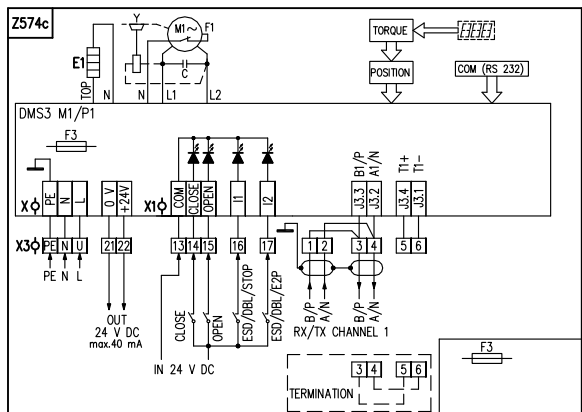 Z574c
Y
M1~
F1
E1
C
TOP
N
N
L1
L2
TORQUE
POSITION
COM (RS 232)
DMS3 M1/P1
F3
X
PE
N
L
0 V
+24V
X1
COM
CLOSE
OPEN
I1
I2
J3.3
B1/P
J3.2
A1/N
J3.4
T1+
J3.1
T1-
X3
PE N U
21 22
13 14 15
16
17
1 2
3 4
5 6
PE N L
OUT
24 V DC
max.40 mA
CLOSE
OPEN
ESD/DBL/STOP
ESD/DBL/E2P
IN 24 V DC
B/P
A/N
B/P
A/N
RX/TX CHANNEL 1
TERMINATION
3 4
5 6
F3